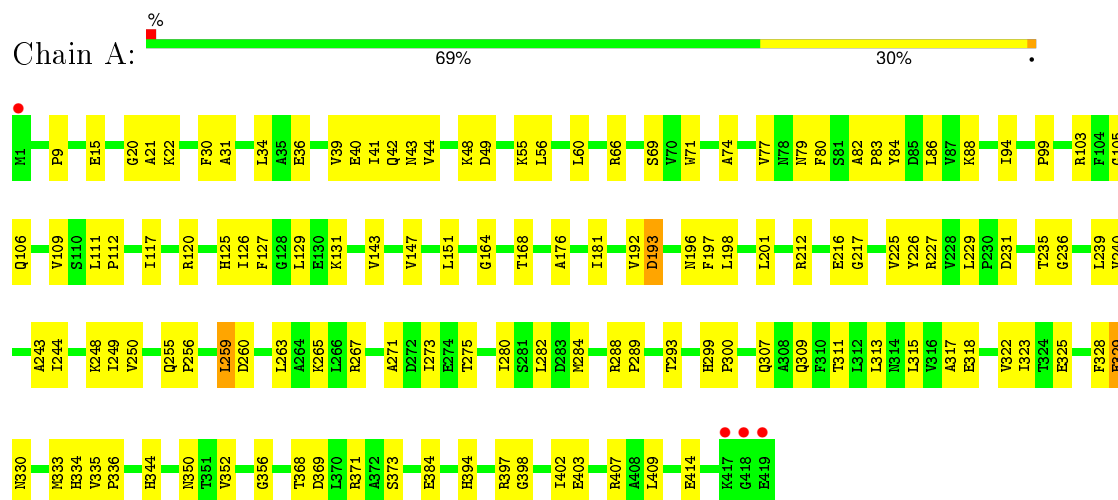 %
Chain A:
69% 30% •
M1 P9 E15 G20 A21 K22 F30 A31 L34 A35 E36 V39 E40 I41 Q42 N43 V44 K48 D49 K55 L56 L60 R66 S69 V70 W71 A74 V77 N78 N79 F80 S81 A82 P83 Y84 D85 L86 V87 K88 I94 P99 R103 F104 G105
Q106 V109 S110 L111 P112 I117 R120 H125 I126 F127 G128 L129 E130 K131 V143 V147 L151 G164 T168 A176 I181 V192 D193 N196 F197 L198 L201 R212 E216 G217 V225 Y226 R227 V228 L229 P230 D231 T235 G236 L239 V240
A243 I244 K248 I249 V250 Q255 P256 L259 D260 L263 A264 K265 L266 R267 A271 D272 I273 E274 T275 I280 S281 L282 D283 M284 R288 P289 T293 H299 P300 Q307 A308 Q309 F310 T311 L312 L313 N314 L315 V316 A317 E318 V322 I323 T324 E325 F328 E329
N330 M333 H334 V335 P336 H344 N350 T351 V352 G356 T368 D369 L370 R371 A372 S373 E384 H394 R397 G398 I402 E403 R407 A408 L409 E414 K417 G418 E419